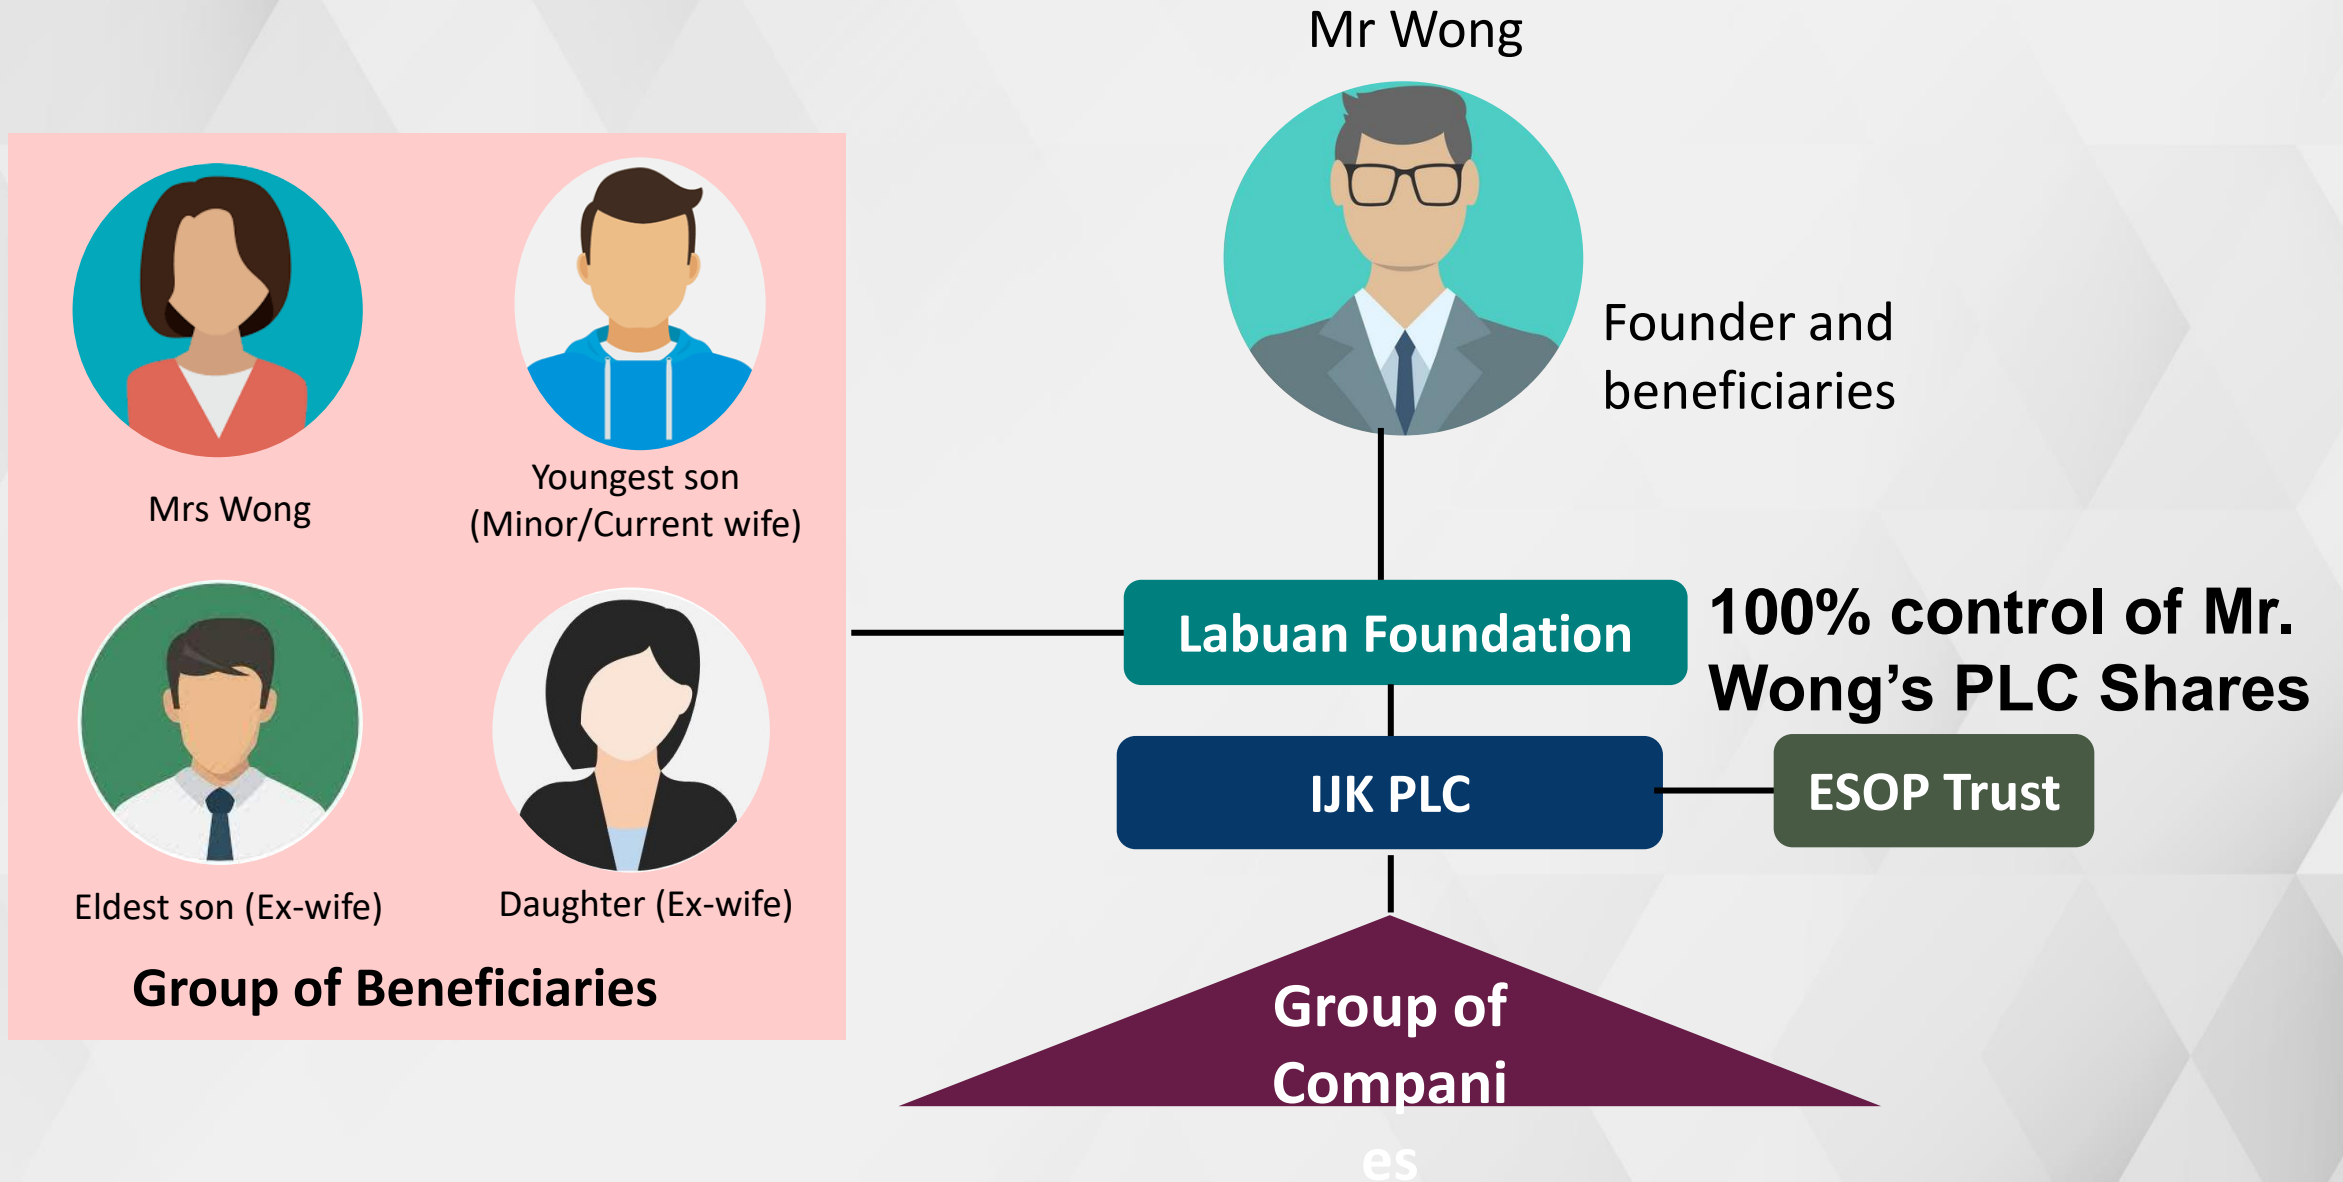 Mr Wong
Founder and
beneficiaries
Mrs Wong
Youngest son
(Minor/Current wife)
Eldest son (Ex-wife)
Daughter (Ex-wife)
Group of Beneficiaries
Labuan Foundation
100% control of Mr.
Wong’s PLC Shares
IJK PLC
ESOP Trust
Group of
Compani
es